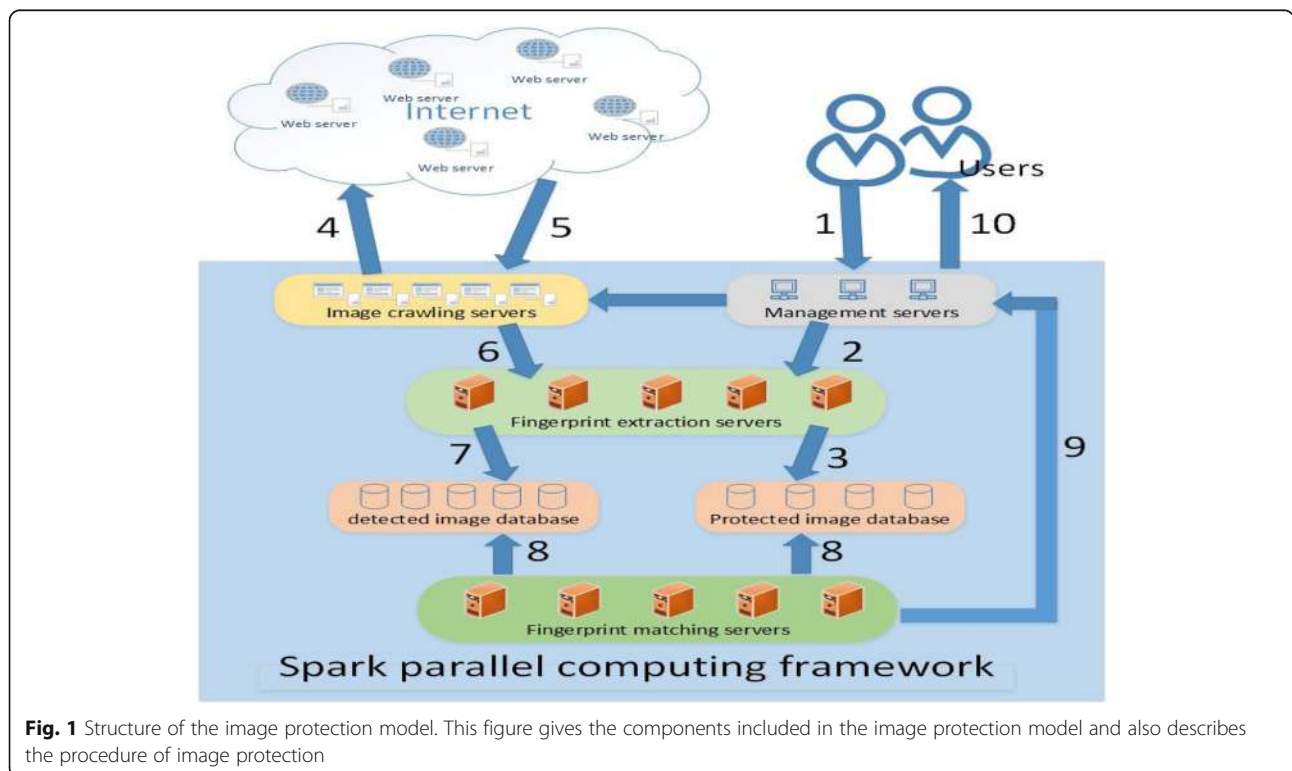 Web server
Web server
Web server
Internet
Web server
Web server
Users
4
5
1
10
Image crawling servers
Management servers
6
2
Fingerprint extraction servers
7
3
9
detected image database
Protected image database
8
8
Fingerprint matching servers
Spark parallel computing framework
Fig. 1 Structure of the image protection model. This figure gives the components included in the image protection model and also describes
the procedure of image protection